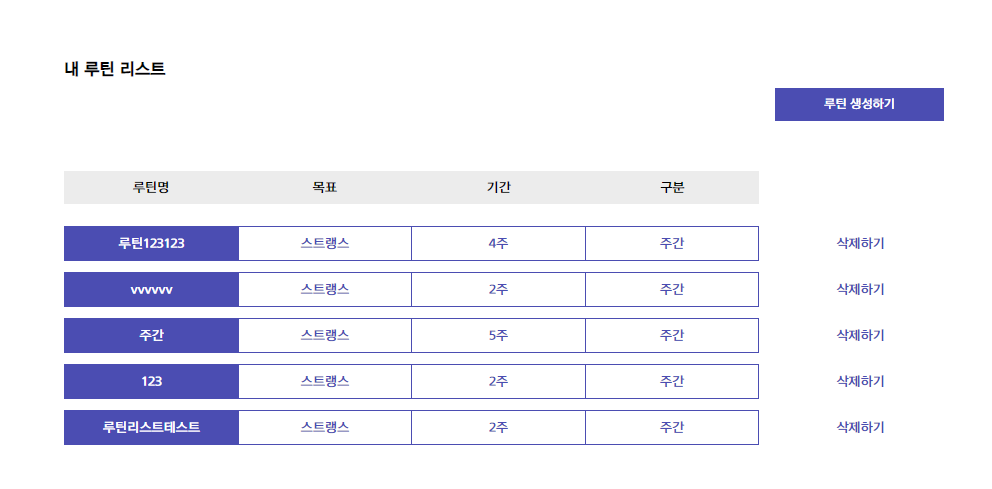 내 루틴 리스트
루틴 생성하기
루틴명 목표 기간 구분
루틴123123 스트랭스 4주 주간 삭제하기
vvvvvv 스트랭스 2주 주간 삭제하기
주간 스트랭스 5주 주간 삭제하기
123 스트랭스 2주 주간 삭제하기
루틴리스트테스트 스트랭스 2주 주간 삭제하기